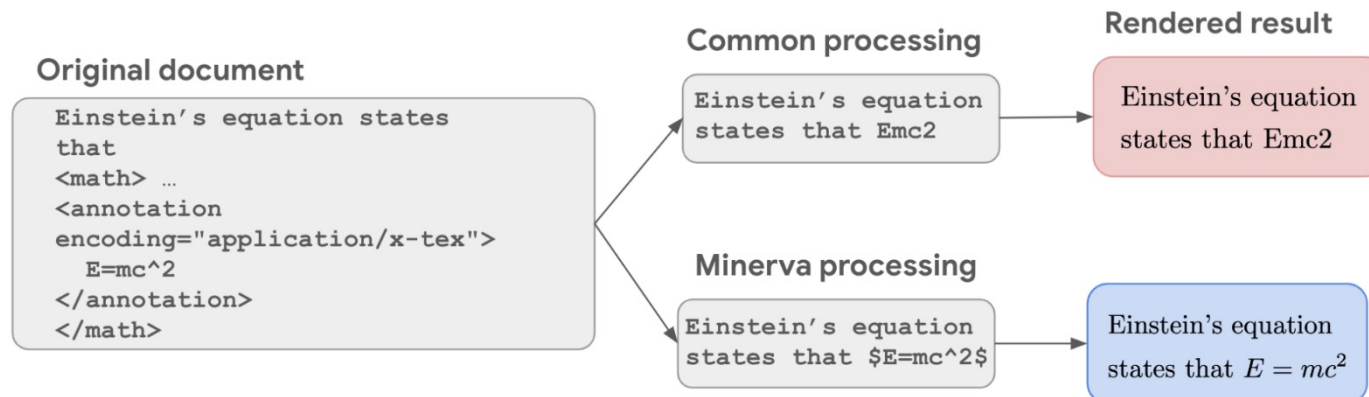 Original document
Einstein's equation states
that
<math> …
<annotation
encoding="application/x-tex">
E=mc^2
</annotation>
</math>
Common processing
Einstein's equation
states that Emc2
Rendered result
Einstein's equation
states that Emc2
Minerva processing
Einstein's equation
states that $E=mc^2$
Einstein's equation
states that E = mc²